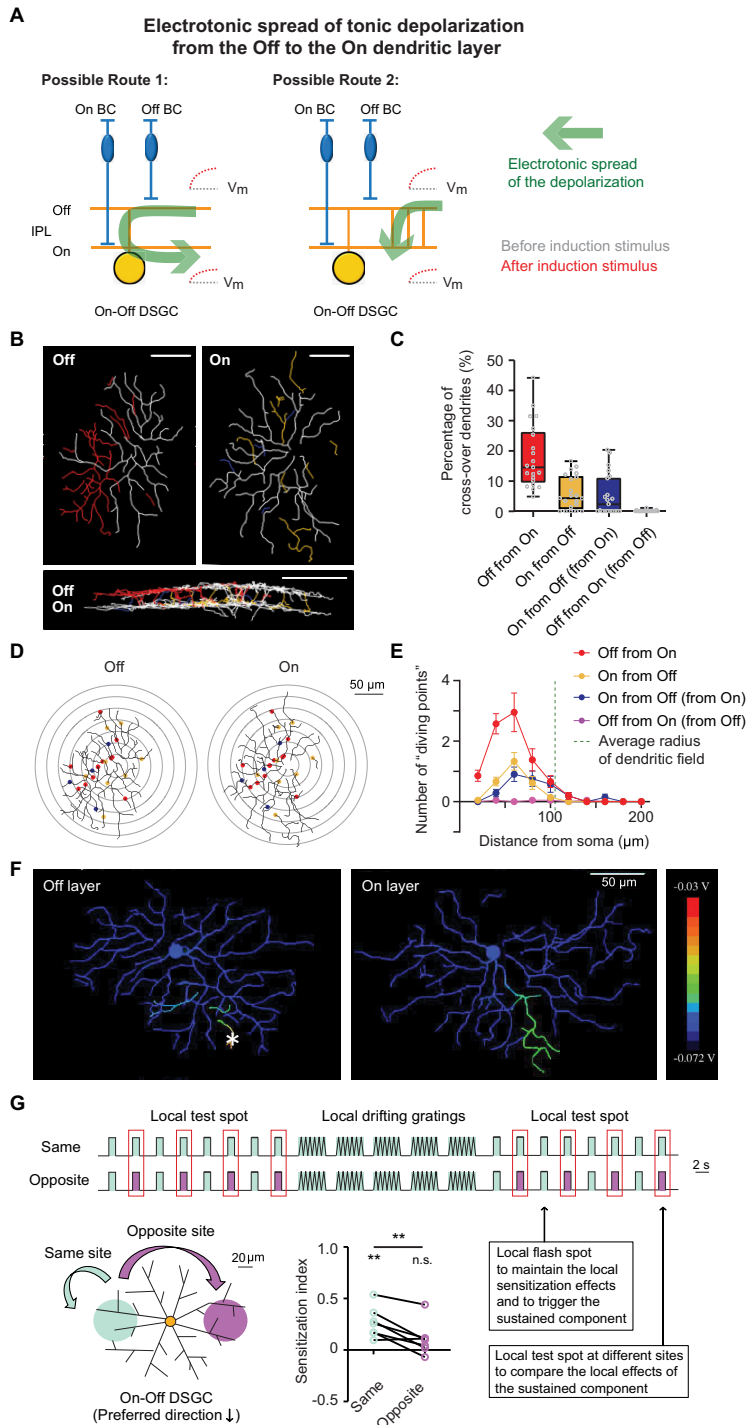 A
Electrotonic spread of tonic depolarization
from the Off to the On dendritic layer
Possible Route 1:
Possible Route 2:
On BC
Off BC
On BC
Off BC
Vm
Vm
Off
IPL
On
Off
On
Vm
Vm
On-Off DSGC
On-Off DSGC
Electrotonic spread
of the depolarization
Before induction stimulus
After induction stimulus
B
Off
On
Off
On
C
Percentage of
cross-over dendrites (%)
50
40
30
20
10
0
Off from On
On from Off
On from Off (from On)
Off from On (from Off)
D
Off
On
50 µm
E
Number of "diving points"
4
2
0
0
100
200
Distance from soma (µm)
Off from On
On from Off
On from Off (from On)
Off from On (from Off)
Average radius
of dendritic field
F
Off layer
On layer
50 µm
*
-0.03 V
-0.072 V
G
Local test spot
Local drifting gratings
Local test spot
Same
Opposite
2 s
Opposite site
Same site
20µm
On-Off DSGC
(Preferred direction ↓)
Sensitization index
1.0
0.5
0
-0.5
**
**
n.s.
Same
Opposite
Local flash spot
to maintain the local
sensitization effects
and to trigger the
sustained component
Local test spot at different sites
to compare the local effects of
the sustained component